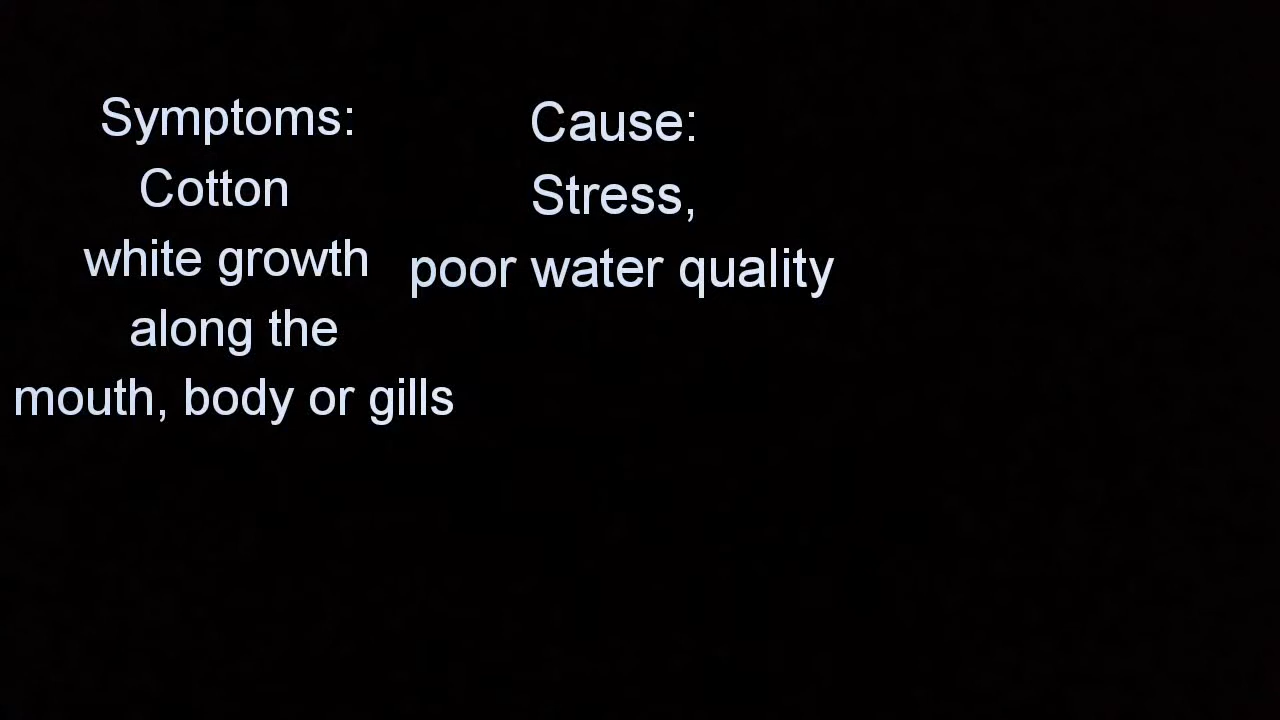 Symptoms:
Cotton
white growth
along the
mouth, body or gills
Cause:
Stress,
poor water quality